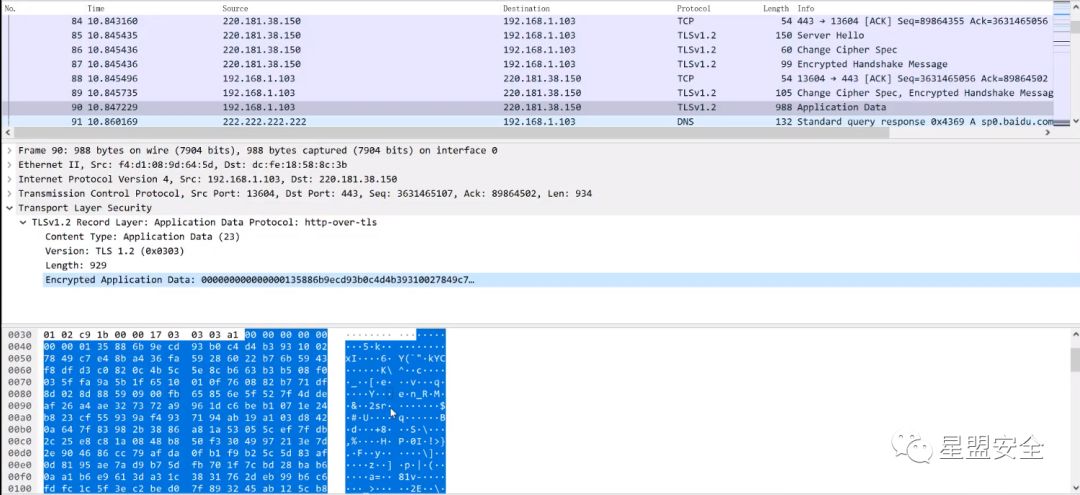 No. Time Source Destination Protocol Length Info
84 10.843160 220.181.38.150 192.168.1.103 TCP 54 443 → 13604 [ACK] Seq=89864355 Ack=3631465056
85 10.845435 220.181.38.150 192.168.1.103 TLSv1.2 150 Server Hello
86 10.845436 220.181.38.150 192.168.1.103 TLSv1.2 60 Change Cipher Spec
87 10.845436 220.181.38.150 192.168.1.103 TLSv1.2 99 Encrypted Handshake Message
88 10.845496 192.168.1.103 220.181.38.150 TCP 54 13604 → 443 [ACK] Seq=3631465056 Ack=89864502
89 10.845735 192.168.1.103 220.181.38.150 TLSv1.2 105 Change Cipher Spec, Encrypted Handshake Messag
90 10.847229 192.168.1.103 220.181.38.150 TLSv1.2 988 Application Data
91 10.860169 222.222.222.222 192.168.1.103 DNS 132 Standard query response 0x4369 A sp0.baidu.com
Frame 90: 988 bytes on wire (7904 bits), 988 bytes captured (7904 bits) on interface 0
Ethernet II, Src: f4:d1:08:9d:64:5d, Dst: dc:fe:18:58:8c:3b
Internet Protocol Version 4, Src: 192.168.1.103, Dst: 220.181.38.150
Transmission Control Protocol, Src Port: 13604, Dst Port: 443, Seq: 3631465107, Ack: 89864502, Len: 934
Transport Layer Security
TLSv1.2 Record Layer: Application Data Protocol: http-over-tls
Content Type: Application Data (23)
Version: TLS 1.2 (0x0303)
Length: 929
Encrypted Application Data: 000000000000000135886b9ecd93b0c4d4b39310027849c7…
0030 01 02 c9 1b 00 00 17 03 03 03 a1 00 00 00 00 00
0040 00 00 01 35 88 6b 9e cd 93 b0 c4 d4 b3 93 10 02 ···5·k··
0050 78 49 c7 e4 8b a4 36 fa 59 28 60 22 b7 6b 59 43 xI····6· Y(`"·kYC
0060 f8 df d3 c0 82 0c 4b 5c 5e 8c b6 63 b3 b5 08 f0 ······K\ ^··c····
0070 03 5f fa 9a 5b 1f 65 10 01 0f 76 08 82 b7 71 df ·_··[·e· ··v···q·
0080 8d 02 8d 88 59 09 00 fb 65 85 6e 5f 52 7f 4d de ····Y··· e·n_R·M·
0090 af 26 a4 ae 32 73 72 a9 96 1d c6 be b1 07 1e 24 ·&··2sr· ·······$
00a0 b8 23 cf 55 93 9a f4 93 71 94 ab 19 a1 03 d8 42 ·#·U···· q······B
00b0 0a 64 7f 83 98 2b 38 86 a8 1a 53 05 5c ef 7f db ·d···+8· ··S·\···
00c0 2c 25 e8 c8 1a 08 48 b8 50 f3 30 49 97 21 3e 7d ,%····H· P·0I·!>}
00d0 2e 90 46 86 cc 79 af da 0f b1 f9 b2 5c 5d 83 af .·F··y·· ····\]··
00e0 0d 81 95 ae 7a d9 b7 5d fb 70 1f 7c bd 28 ba b6 ····z··] ·p·|·(··
00f0 0a a1 b6 e9 61 3d a3 1c 38 31 76 2d eb 99 b6 c6 ····a=·· 81v-····
0100 fd fc 1c 5f 3e c2 be d0 7f 89 32 45 ab 12 5c b8 ···_>··· ··2E··\·
星盟安全